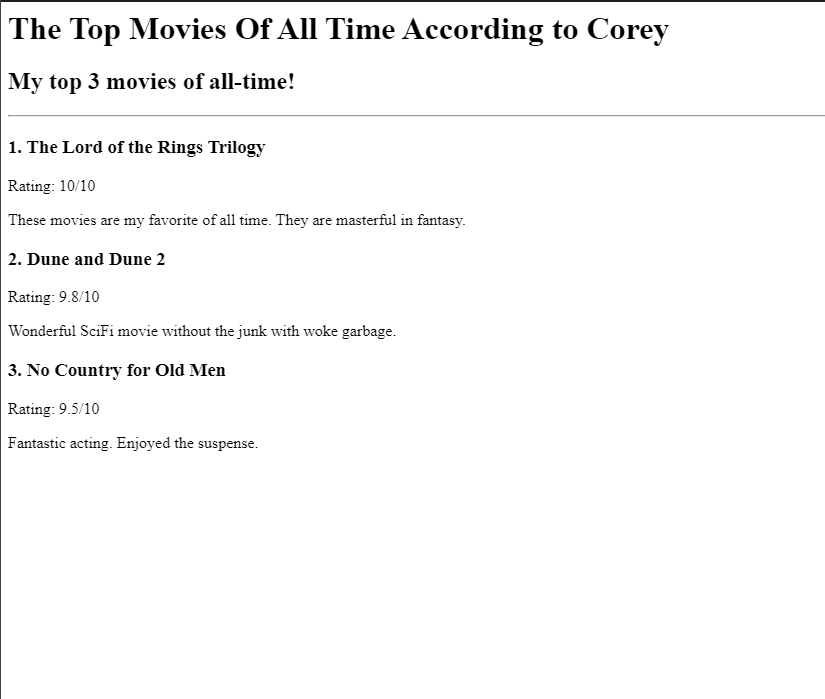 The Top Movies Of All Time According to Corey
My top 3 movies of all-time!
1. The Lord of the Rings Trilogy
Rating: 10/10
These movies are my favorite of all time. They are masterful in fantasy.
2. Dune and Dune 2
Rating: 9.8/10
Wonderful SciFi movie without the junk with woke garbage.
3. No Country for Old Men
Rating: 9.5/10
Fantastic acting. Enjoyed the suspense.